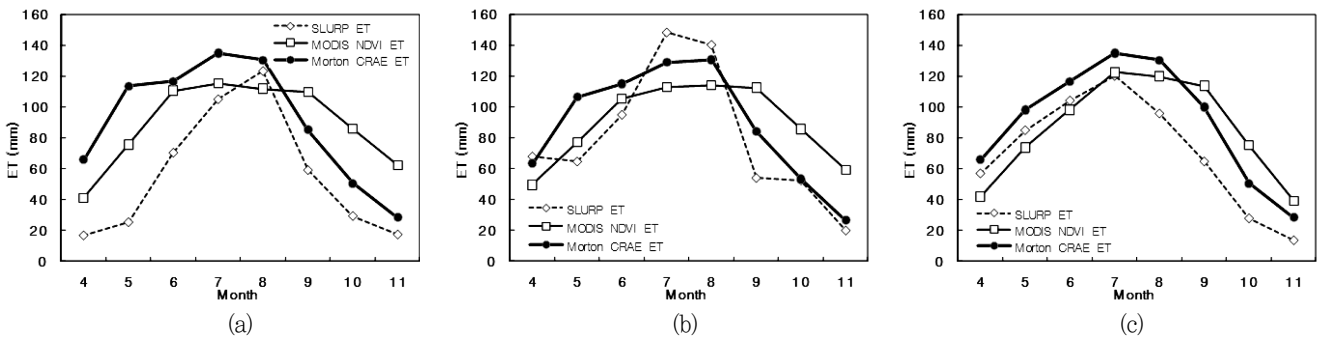 160
140
120
100
80
60
40
20
0
ET (mm)
SLURP ET
MODIS NDVI ET
Morton CRAE ET
4 5 6 7 8 9 10 11
Month
(a)
160
140
120
100
80
60
40
20
0
ET (mm)
SLURP ET
MODIS NDVI ET
Morton CRAE ET
4 5 6 7 8 9 10 11
Month
(b)
160
140
120
100
80
60
40
20
0
ET (mm)
SLURP ET
MODIS NDVI ET
Morton CRAE ET
4 5 6 7 8 9 10 11
Month
(c)